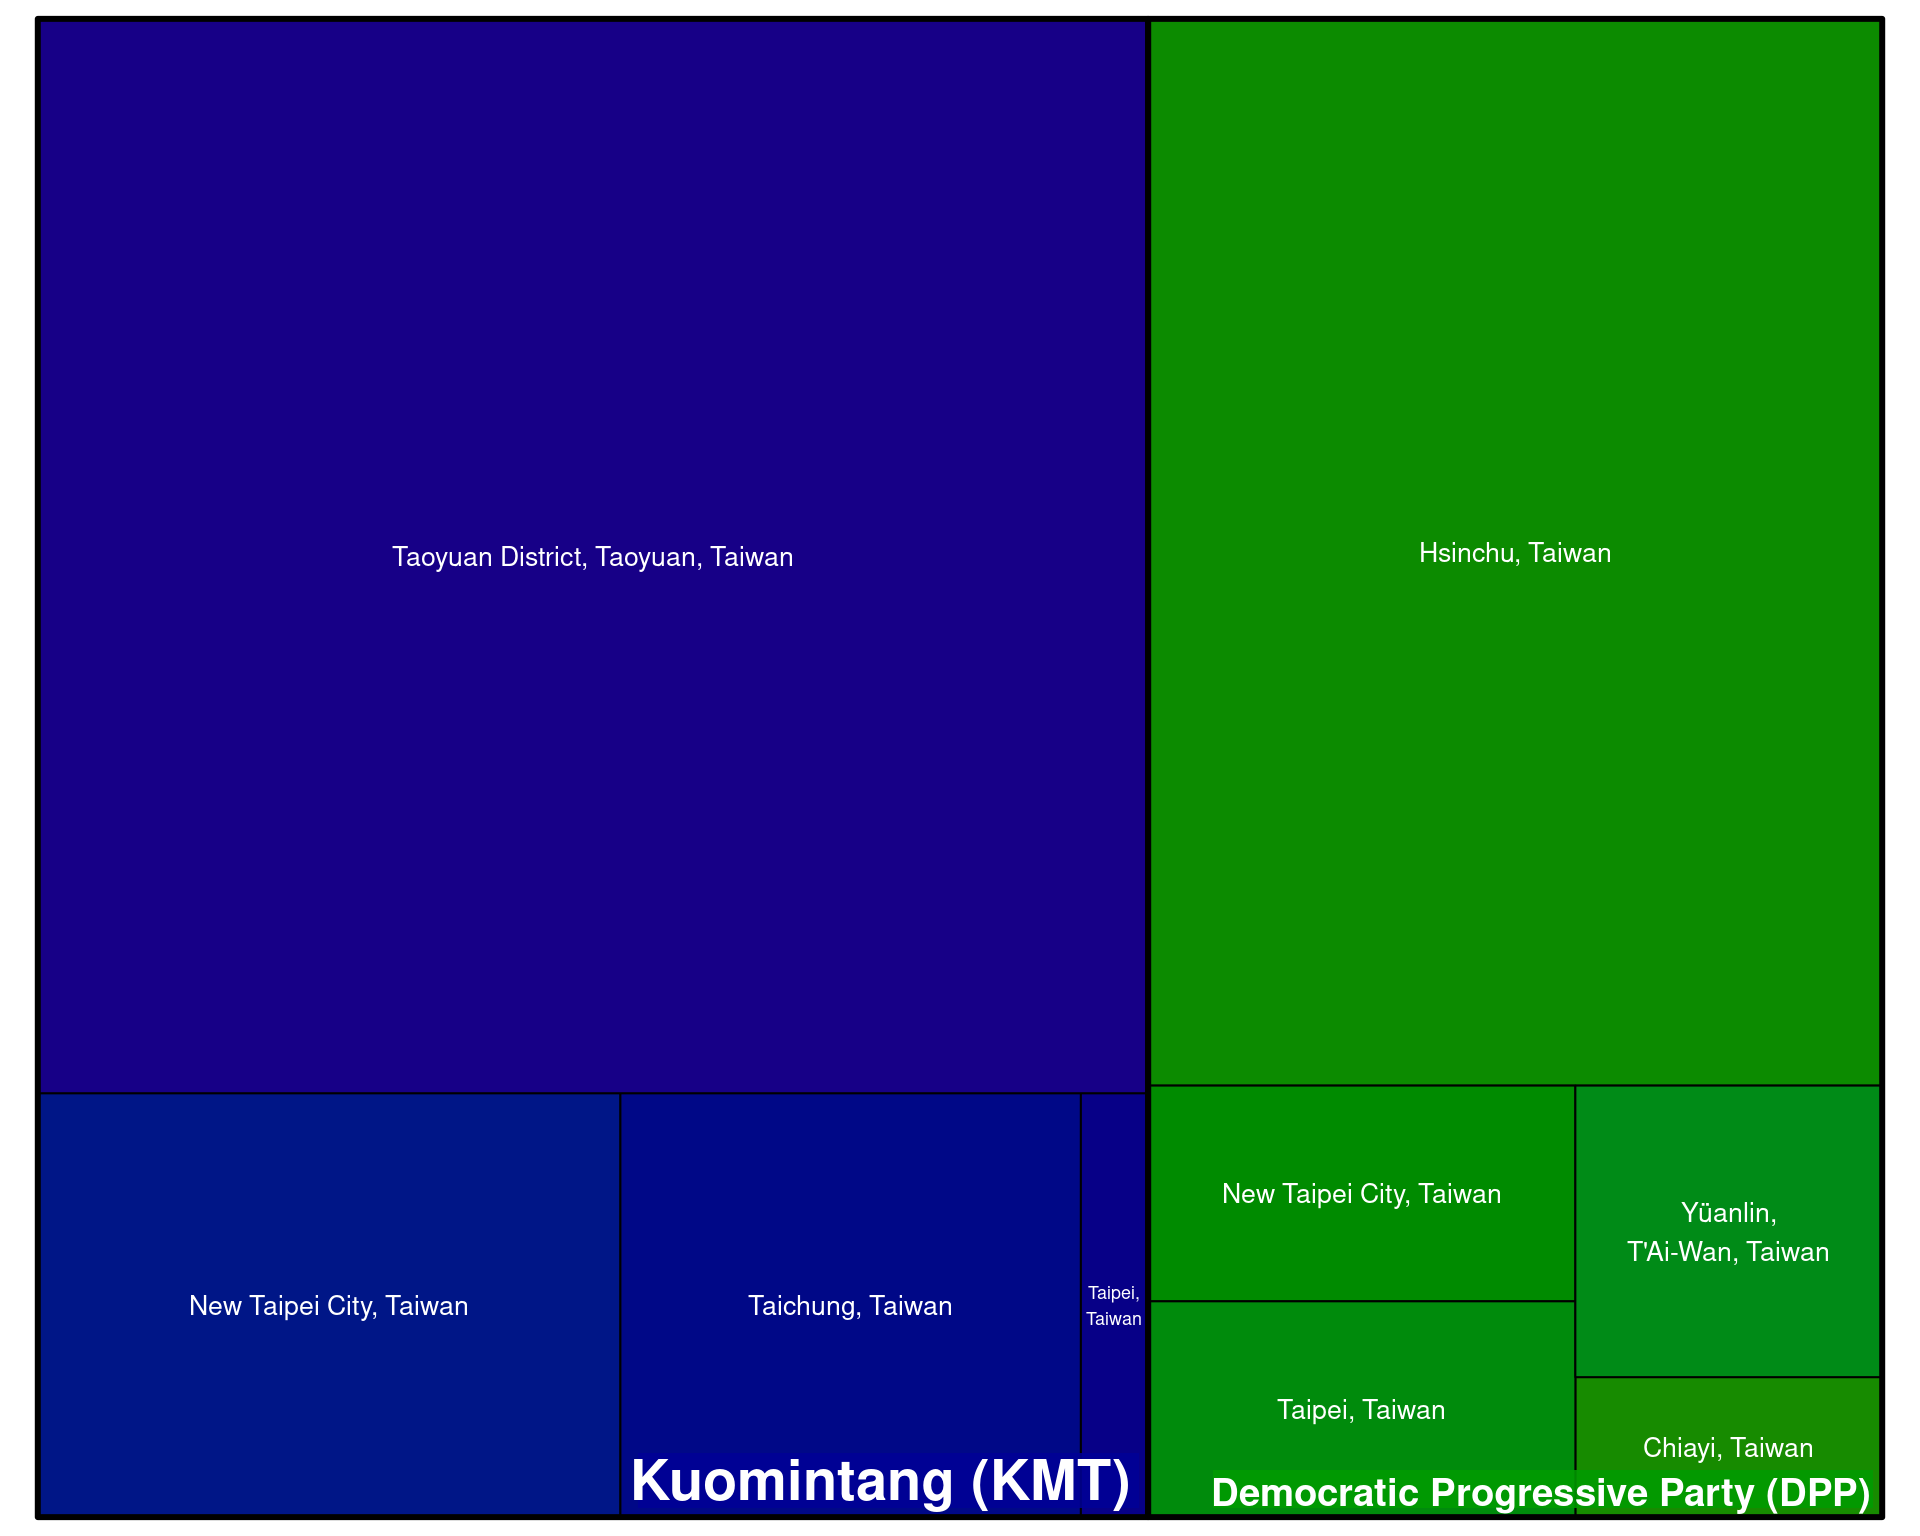 Taoyuan District, Taoyuan, Taiwan
New Taipei City, Taiwan
Taichung, Taiwan
Taipei,
Taiwan
Kuomintang (KMT)
Hsinchu, Taiwan
New Taipei City, Taiwan
Yüanlin,
T'Ai-Wan, Taiwan
Taipei, Taiwan
Chiayi, Taiwan
Democratic Progressive Party (DPP)